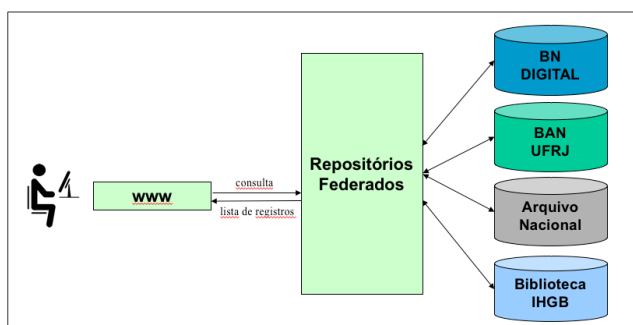 www
consulta
lista de registros
Repositórios
Federados
BN
DIGITAL
BAN
UFRJ
Arquivo
Nacional
Biblioteca
IHGB